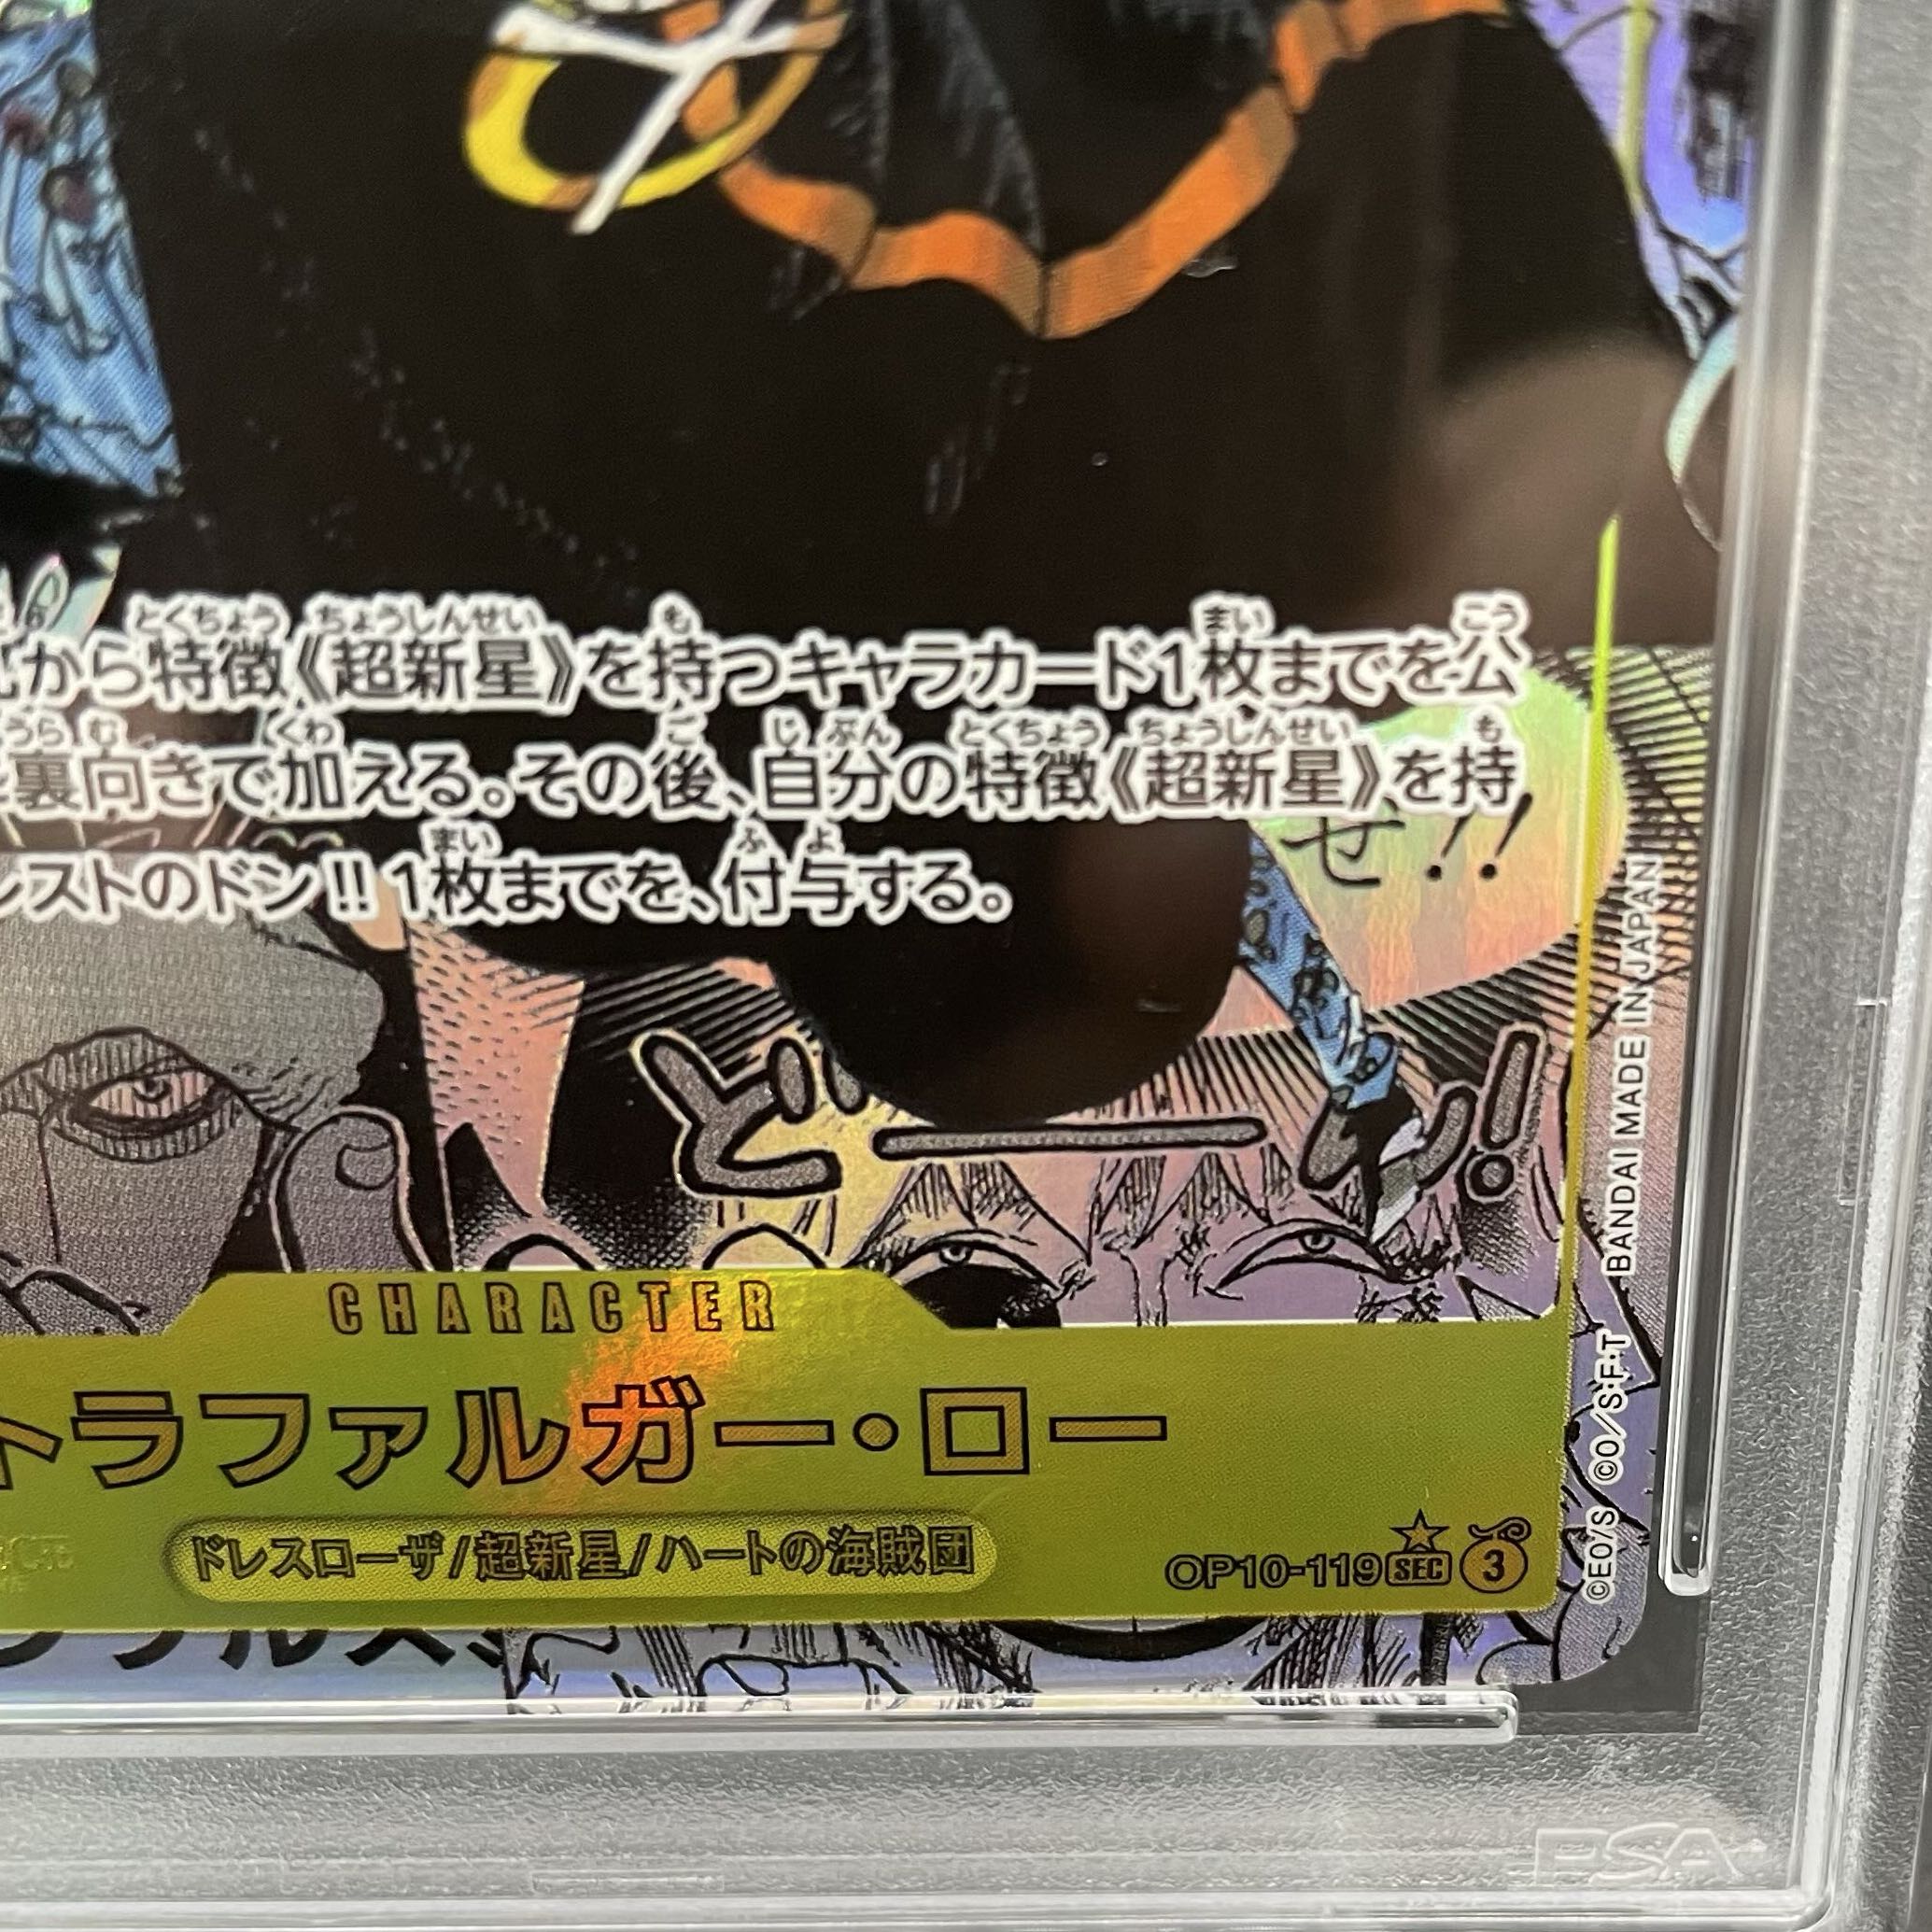 から特徴《超新星》を持つキャラカード1枚までを公
裏向きで加える。その後、自分の特徴《超新星》を持
ストのドン!!1枚までを、付与する。
せ!!
ど
CHARACTER
トラファルガー・ロー
ドレスローザ/超新星/ハートの海賊団
OP10-119 SEC 3
©EO/S ©O/S・F・T BANDAI MADE IN JAPAN
PSA